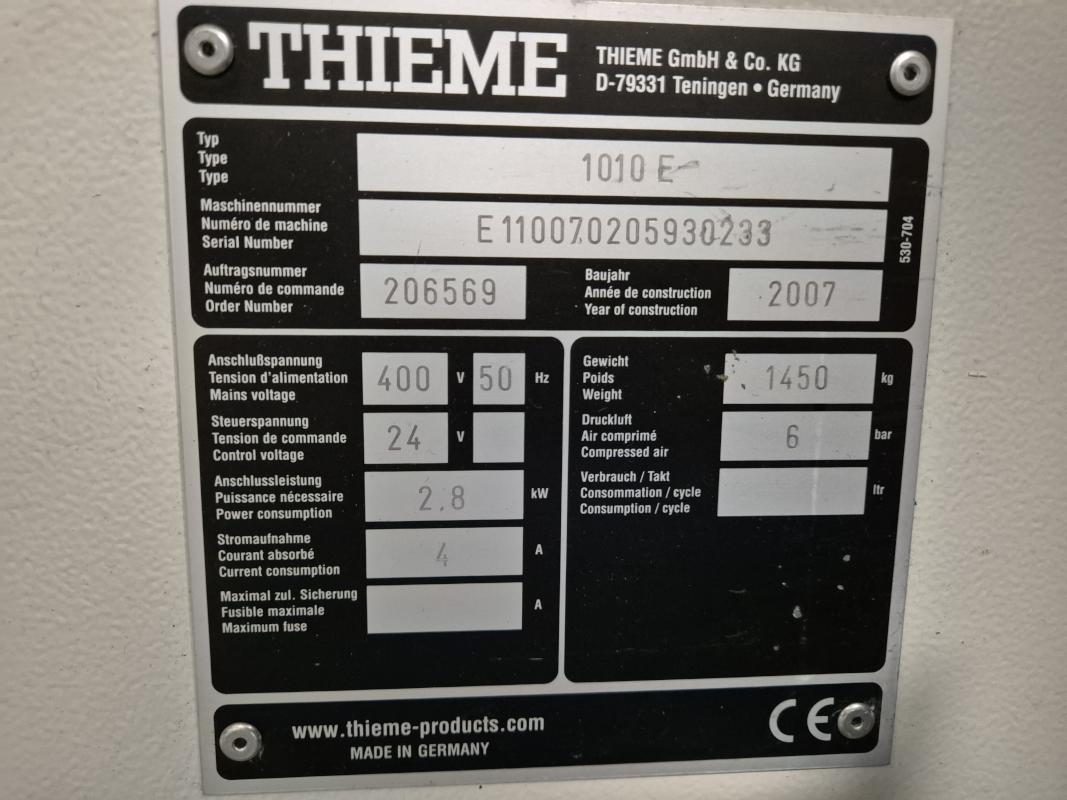 THIEME
THIEME GmbH & Co. KG
D-79331 Teningen • Germany
Typ
Type
Type
1010 E
Maschinennummer
Numéro de machine
Serial Number
E110070205930233
530-704
Auftragsnummer
Numéro de commande
Order Number
206569
Baujahr
Année de construction
Year of construction
2007
Anschlußspannung
Tension d'alimentation
Mains voltage
400 V 50 Hz
Steuerspannung
Tension de commande
Control voltage
24 V
Anschlussleistung
Puissance nécessaire
Power consumption
2.8 kW
Stromaufnahme
Courant absorbé
Current consumption
4 A
Maximal zul. Sicherung
Fusible maximale
Maximum fuse
A
Gewicht
Poids
Weight
1450 kg
Druckluft
Air comprimé
Compressed air
6 bar
Verbrauch / Takt
Consommation / cycle
Consumption / cycle
ltr
www.thieme-products.com
MADE IN GERMANY
CE